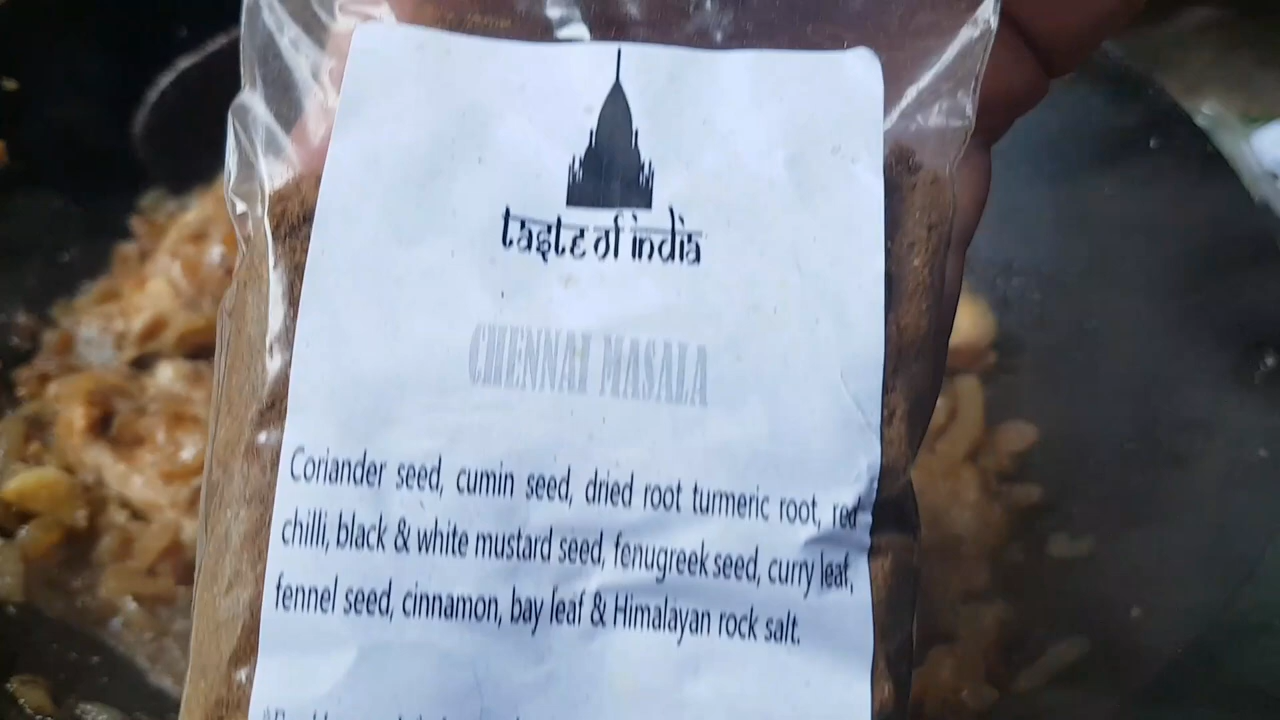 taste of india
CHENNAI MASALA
Coriander seed, cumin seed, dried root turmeric root, red
chilli, black & white mustard seed, fenugreek seed, curry leaf,
fennel seed, cinnamon, bay leaf & Himalayan rock salt.